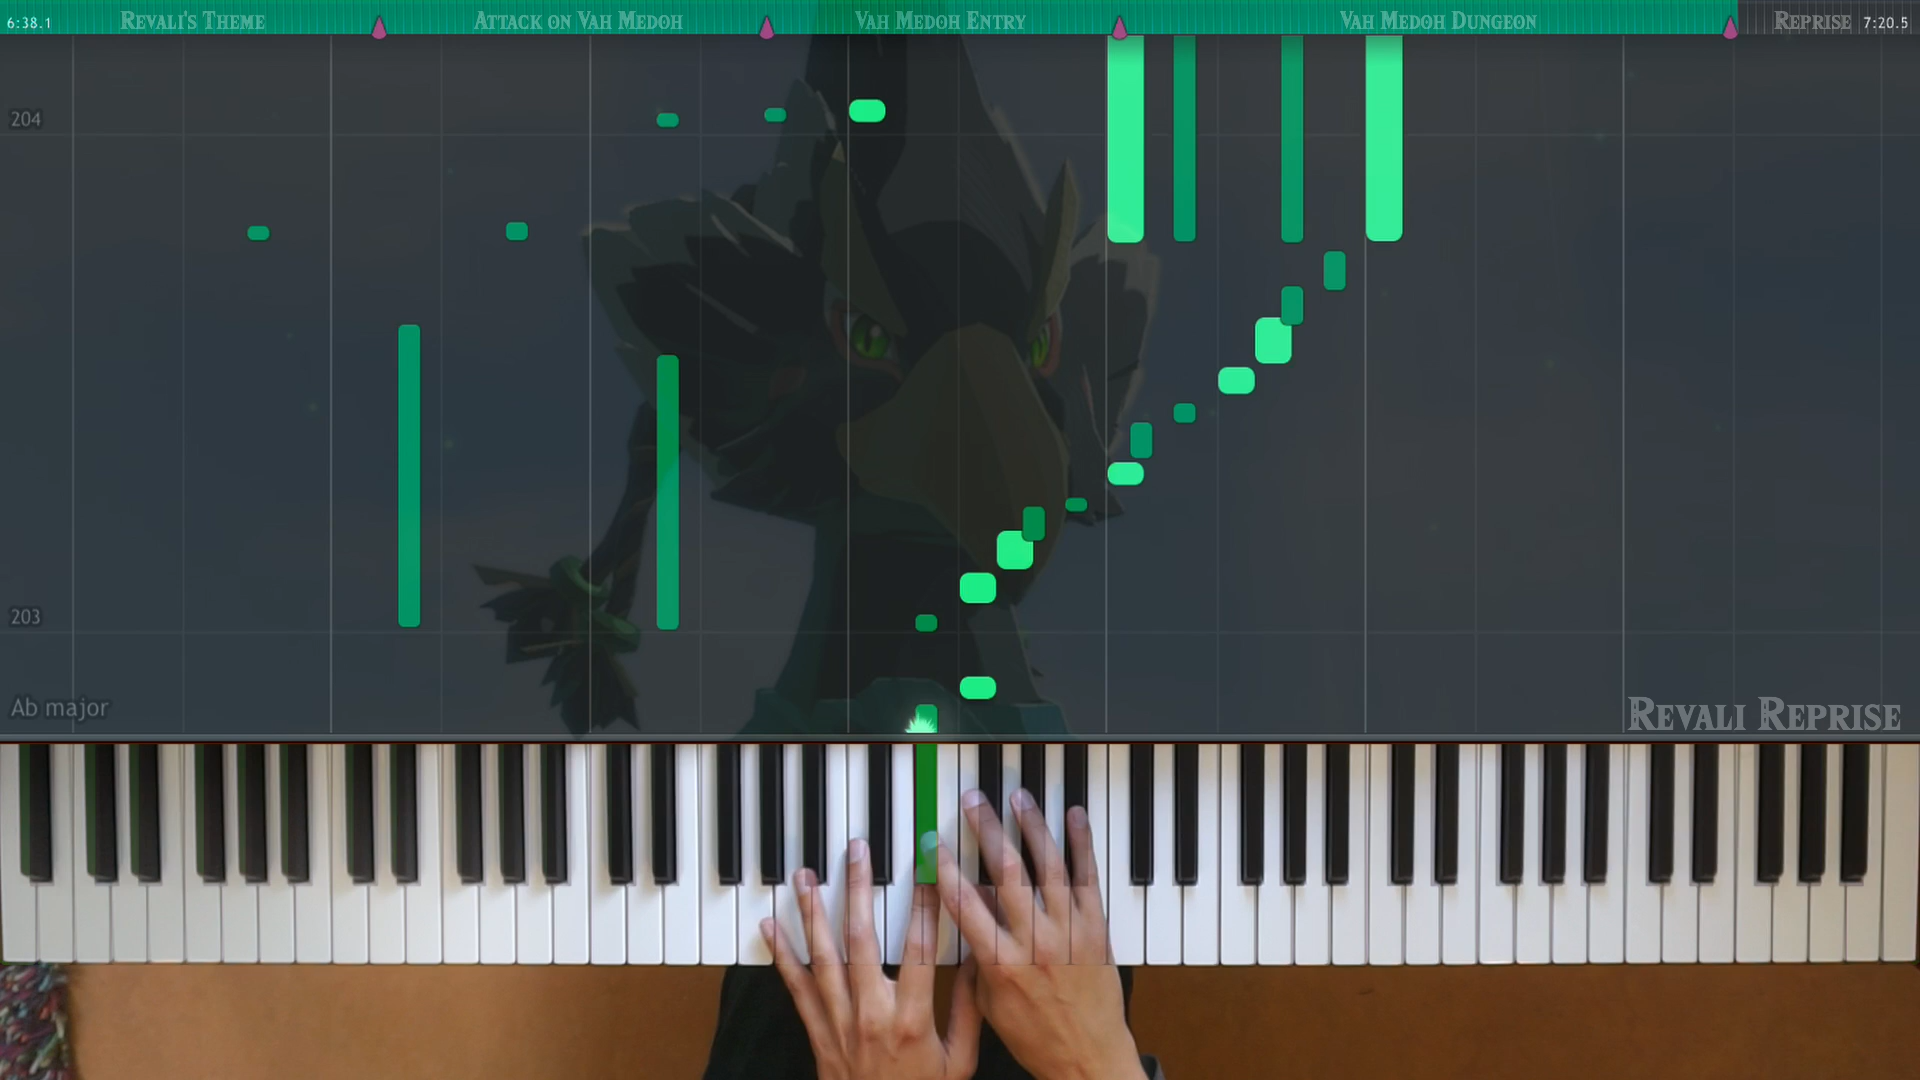 6:38.1
Revali's Theme
Attack on Vah Medoh
Vah Medoh Entry
Vah Medoh Dungeon
Reprise
7:20.5
204
203
Ab major
Revali Reprise